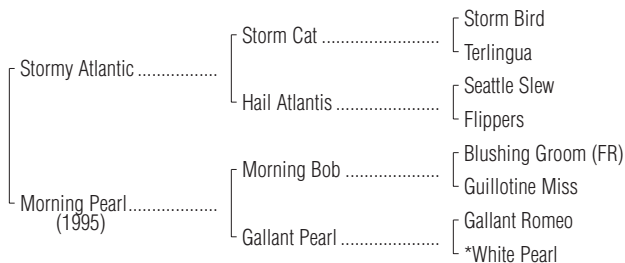 Storm Bird
Storm Cat ........................
Terlingua
Stormy Atlantic ................
Seattle Slew
Hail Atlantis .....................
Flippers
Blushing Groom (FR)
Morning Bob ...................
Guillotine Miss
Morning Pearl.................
(1995)
Gallant Romeo
Gallant Pearl ....................
*White Pearl